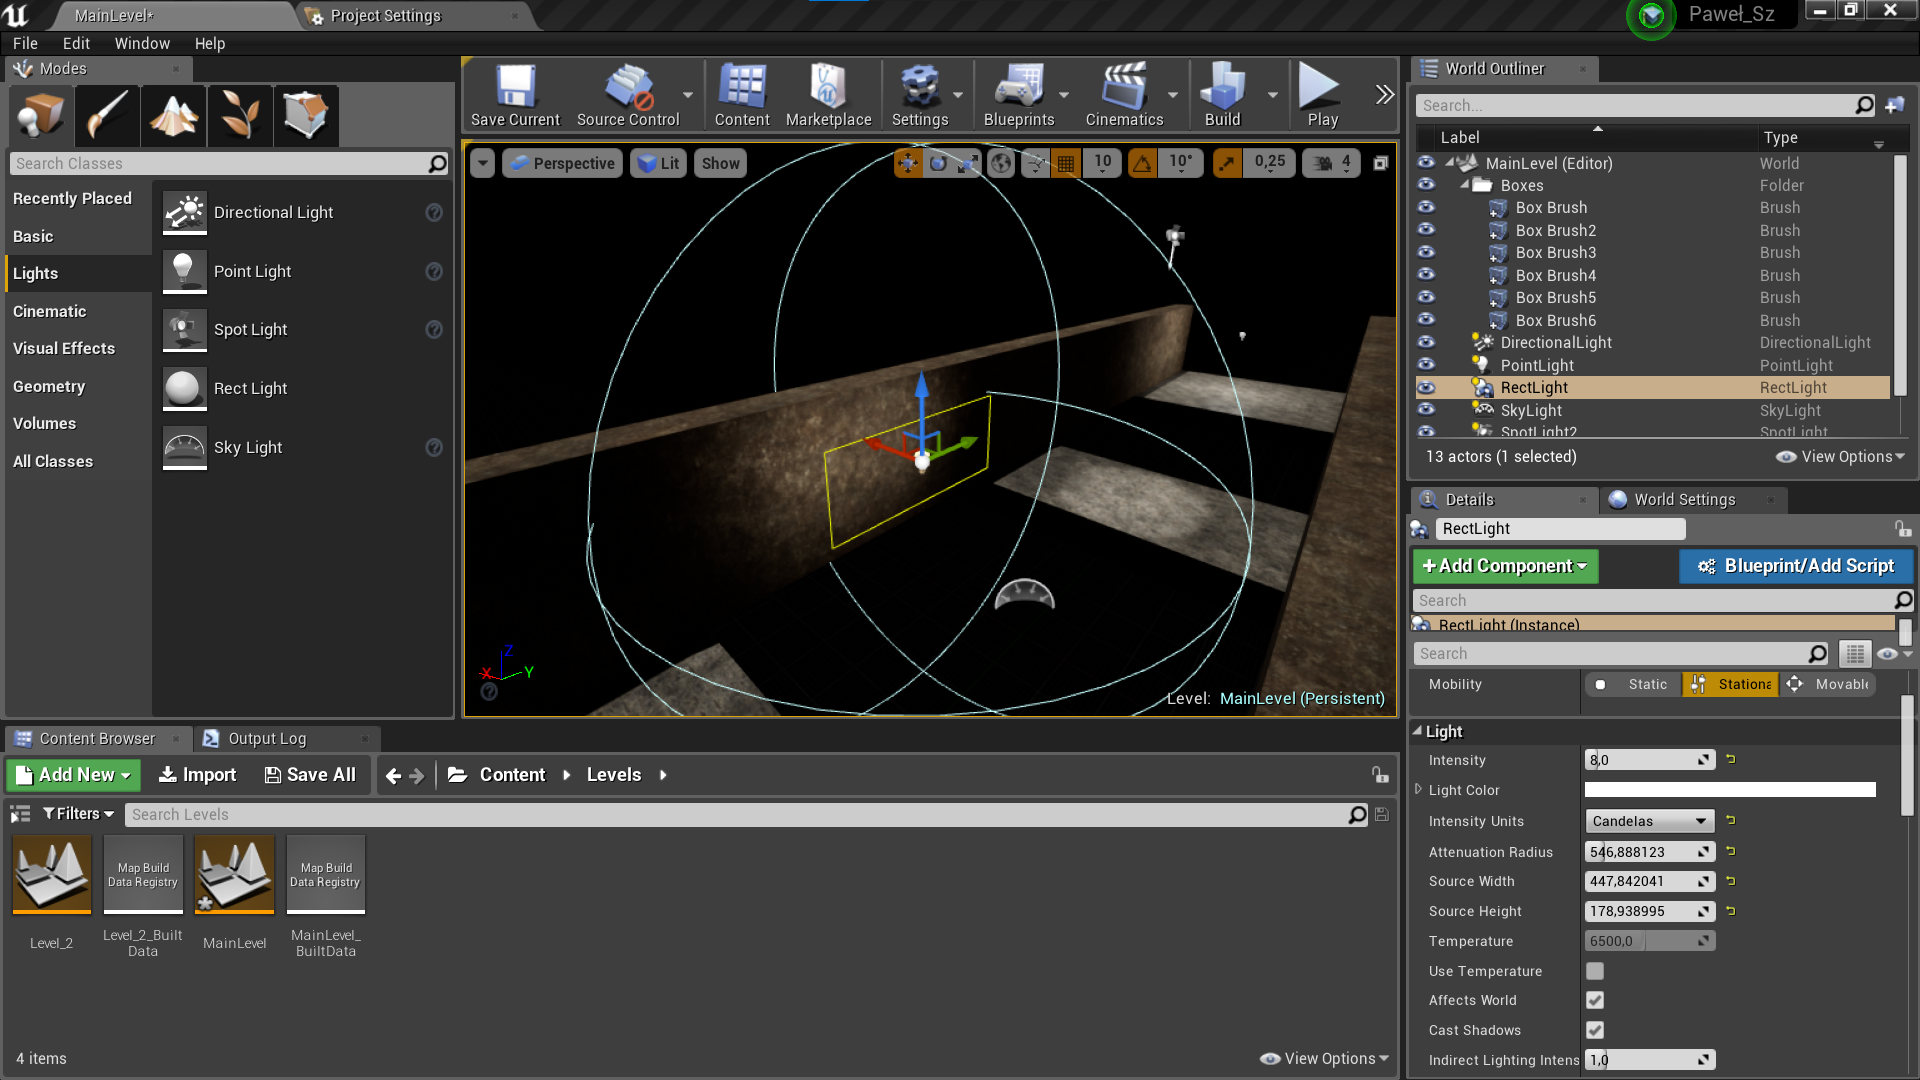 MainLevel*
Project Settings
Paweł_Sz
File Edit Window Help
Modes
Search Classes
Recently Placed
Basic
Lights
Cinematic
Visual Effects
Geometry
Volumes
All Classes
Directional Light
Point Light
Spot Light
Rect Light
Sky Light
Save Current
Source Control
Content
Marketplace
Settings
Blueprints
Cinematics
Build
Play
Perspective
Lit
Show
10
10°
0,25
4
X
Y
Z
Level: MainLevel (Persistent)
World Outliner
Search...
Label Type
MainLevel (Editor) World
Boxes Folder
Box Brush Brush
Box Brush2 Brush
Box Brush3 Brush
Box Brush4 Brush
Box Brush5 Brush
Box Brush6 Brush
DirectionalLight DirectionalLight
PointLight PointLight
RectLight RectLight
SkyLight SkyLight
SpotLight2 SpotLight
13 actors (1 selected)
View Options
Details
World Settings
RectLight
+Add Component
Blueprint/Add Script
Search
RectLight (Instance)
Search
Mobility Static Stationa Movable
Light
Intensity 8,0
Light Color
Intensity Units Candelas
Attenuation Radius 546,888123
Source Width 447,842041
Source Height 178,938995
Temperature 6500,0
Use Temperature
Affects World
Cast Shadows
Indirect Lighting Intens 1,0
Content Browser
Output Log
Add New
Import
Save All
Content
Levels
Filters
Search Levels
Map Build
Data Registry
Map Build
Data Registry
Level_2
Level_2_Built
Data
MainLevel
MainLevel_
BuiltData
4 items
View Options